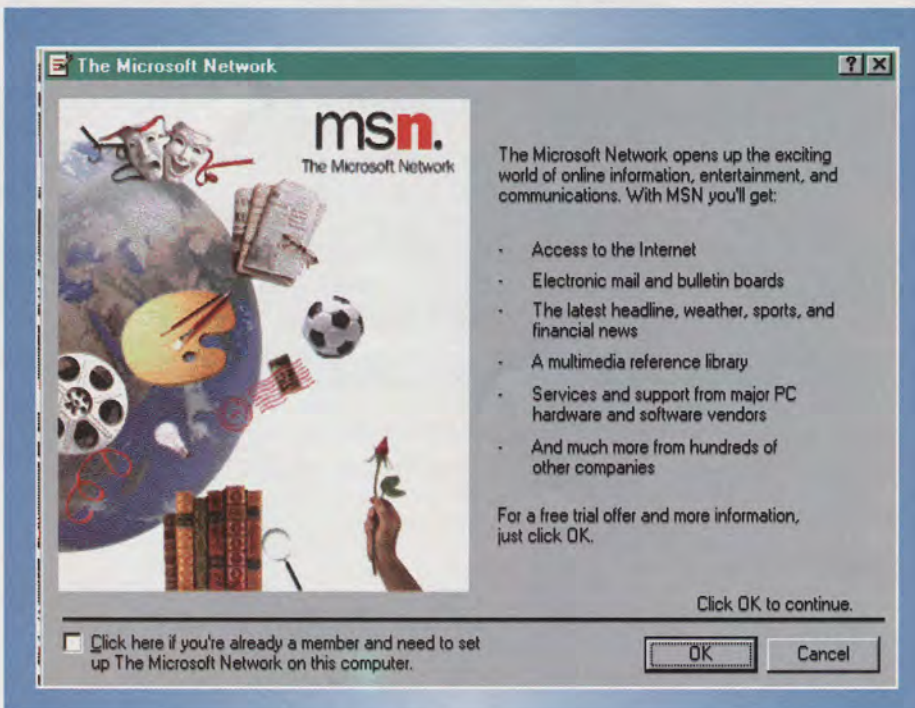 The Microsoft Network
msn.
The Microsoft Network
The Microsoft Network opens up the exciting
world of online information, entertainment, and
communications. With MSN you'll get:
· Access to the Internet
· Electronic mail and bulletin boards
· The latest headline, weather, sports, and
financial news
· A multimedia reference library
· Services and support from major PC
hardware and software vendors
· And much more from hundreds of
other companies
For a free trial offer and more information,
just click OK.
Click OK to continue.
Click here if you're already a member and need to set
up The Microsoft Network on this computer.
OK
Cancel